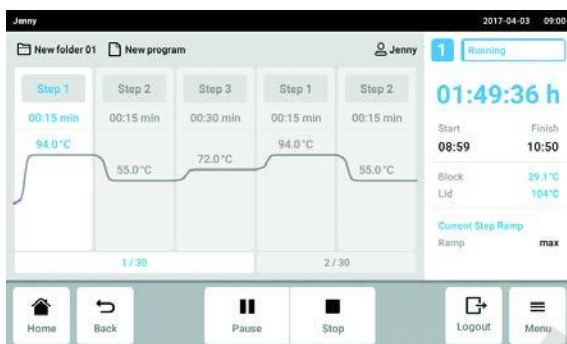 Jenny 2017-04-03 09:00
New folder 01 New program Jenny 1 Running
Step 1 Step 2 Step 3 Step 1 Step 2
00:15 min 00:15 min 00:30 min 00:15 min 00:15 min
94.0°C 55.0°C 72.0°C 94.0°C 55.0°C
1/30 2/30
01:49:36 h
Start Finish
08:59 10:50
Block 29.1°C
Lid 104°C
Current Step Ramp
Ramp max
Home Back Pause Stop Logout Menu